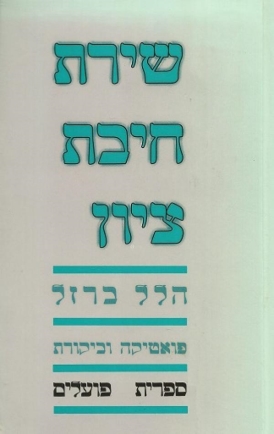 שירת
חיבת
ציון
הלל ברזל
פואטיקה וביקורת
ספרית פועלים